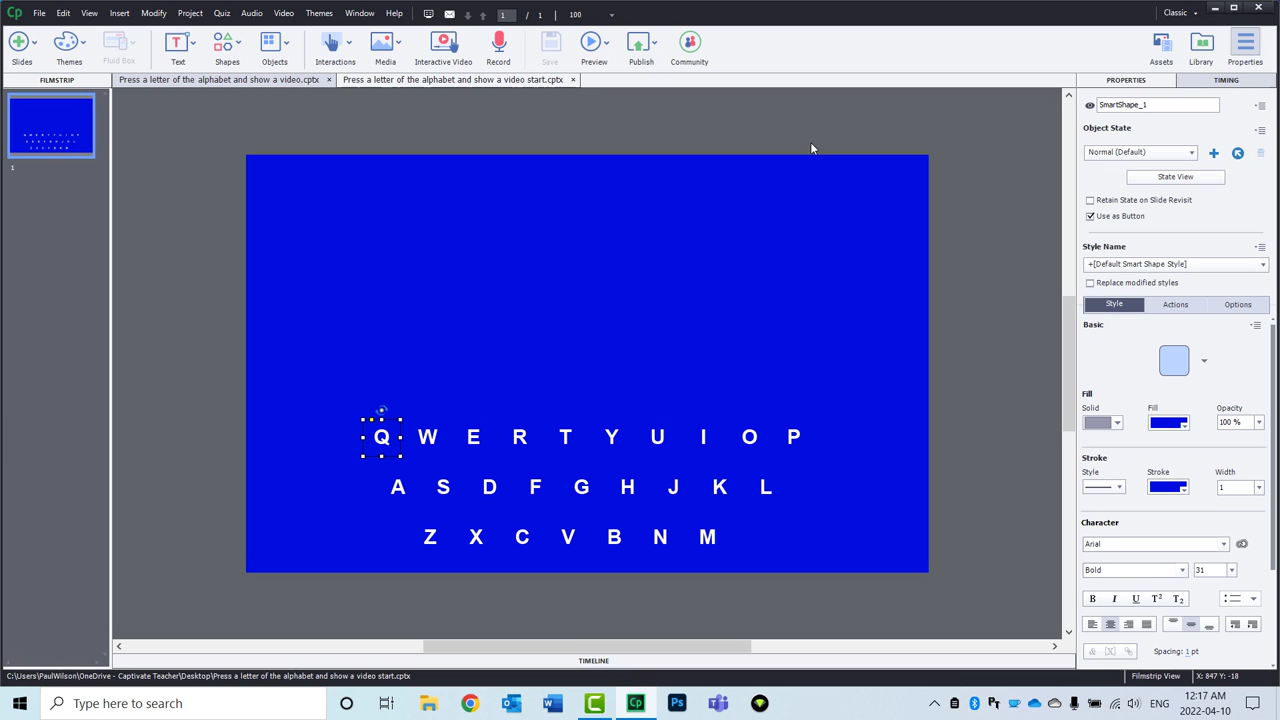 Cp File Edit View Insert Modify Project Quiz Audio Video Themes Window Help 1 / 1 100 Classic
Slides Themes Fluid Box Text Shapes Objects Interactions Media Interactive Video Record Save Preview Publish Community Assets Library Properties
FILMSTRIP Press a letter of the alphabet and show a video.cptx × Press a letter of the alphabet and show a video start.cptx × PROPERTIES TIMING
SmartShape_1
Object State
Normal (Default)
State View
Retain State on Slide Revisit
Use as Button
Style Name
+[Default Smart Shape Style]
Replace modified styles
Style Actions Options
Basic
Fill
Solid Fill Opacity
100 %
Stroke
Style Stroke Width
1
Character
Arial
Bold 31
B I U T² T₂
Spacing: 1 pt
1
Q W E R T Y U I O P
A S D F G H J K L
Z X C V B N M
TIMELINE
C:\Users\PaulWilson\OneDrive - Captivate Teacher\Desktop\Press a letter of the alphabet and show a video start.cptx Filmstrip View X: 847 Y: -18
Type here to search ENG 12:17 AM
2022-04-10